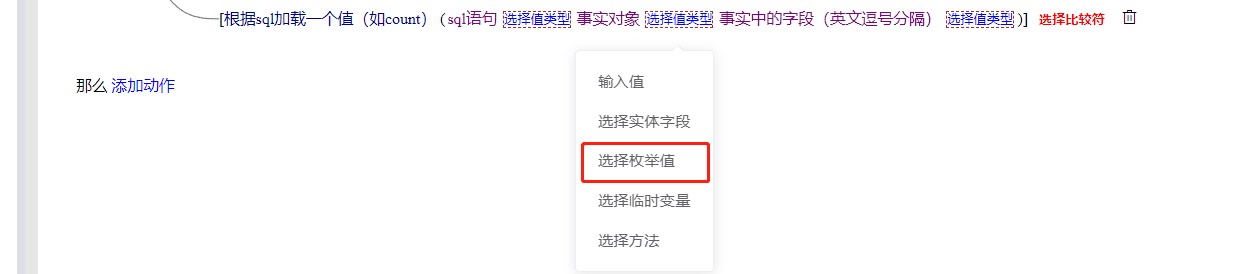 [根据sql加载一个值（如count）( sql语句 选择值类型 事实对象 选择值类型 事实中的字段（英文逗号分隔） 选择值类型 )] 选择比较符
输入值
那么 添加动作
选择实体字段
选择枚举值
选择临时变量
选择方法